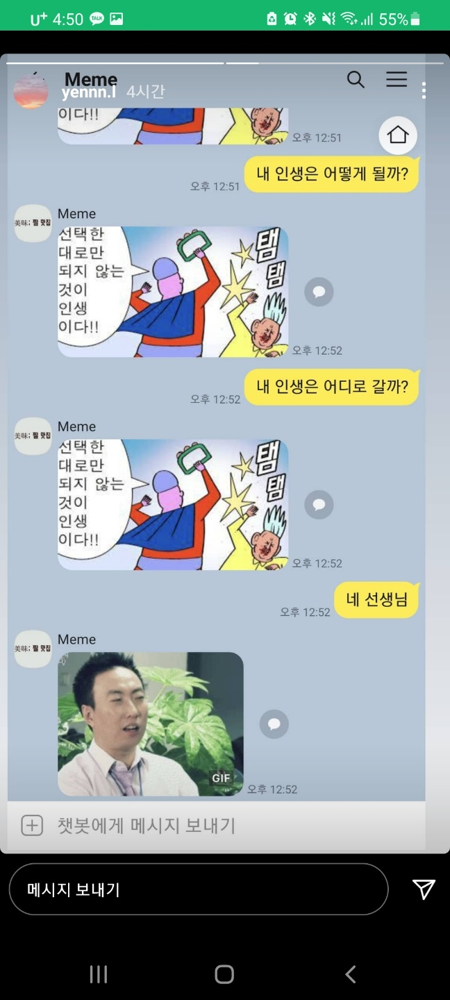 U+ 4:50 TALK 55%
Meme
yennn.l 4시간
이다!!
오후 12:51
내 인생은 어떻게 될까?
오후 12:51
美味; 짤 맛집
Meme
선택한
대로만
되지 않는
것이
인생
이다!!
탬
탬
오후 12:52
내 인생은 어디로 갈까?
오후 12:52
美味; 짤 맛집
Meme
선택한
대로만
되지 않는
것이
인생
이다!!
탬
탬
오후 12:52
네 선생님
오후 12:52
美味; 짤 맛집
Meme
GIF
오후 12:52
챗봇에게 메시지 보내기
메시지 보내기